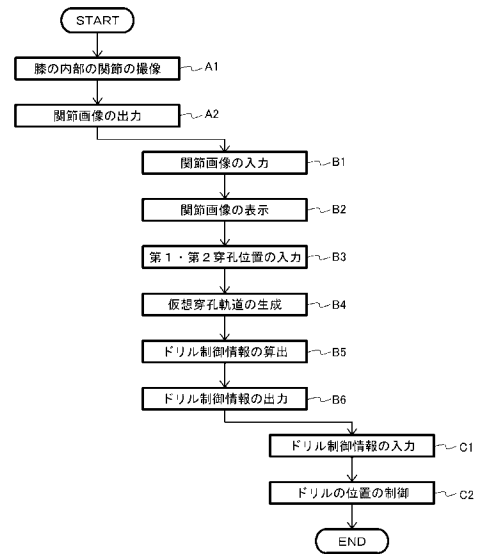 START
膝の内部の関節の撮像 A1
関節画像の出力 A2
関節画像の入力 B1
関節画像の表示 B2
第1・第2穿孔位置の入力 B3
仮想穿孔軌道の生成 B4
ドリル制御情報の算出 B5
ドリル制御情報の出力 B6
ドリル制御情報の入力 C1
ドリルの位置の制御 C2
END